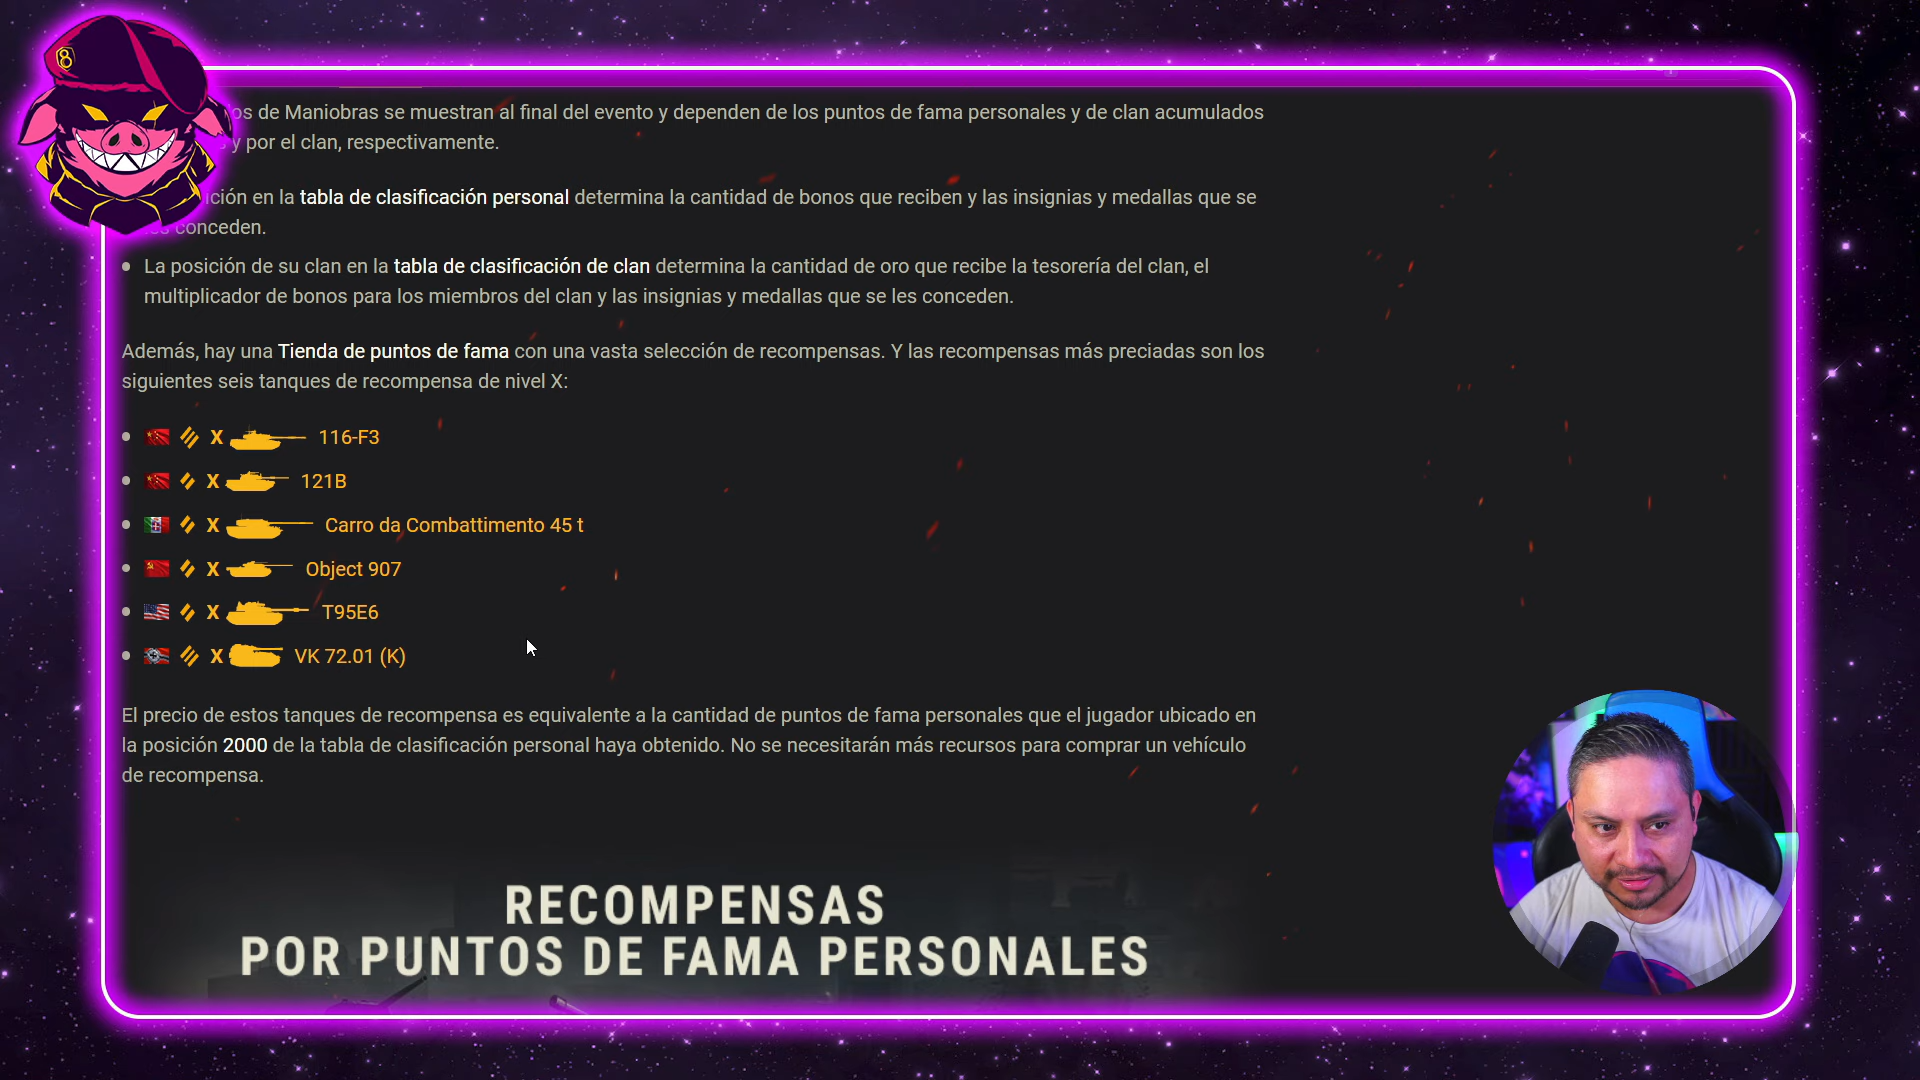 os de Maniobras se muestran al final del evento y dependen de los puntos de fama personales y de clan acumulados
y por el clan, respectivamente.
ición en la tabla de clasificación personal determina la cantidad de bonos que reciben y las insignias y medallas que se
les conceden.
La posición de su clan en la tabla de clasificación de clan determina la cantidad de oro que recibe la tesorería del clan, el
multiplicador de bonos para los miembros del clan y las insignias y medallas que se les conceden.
Además, hay una Tienda de puntos de fama con una vasta selección de recompensas. Y las recompensas más preciadas son los
siguientes seis tanques de recompensa de nivel X:
X 116-F3
X 121B
X Carro da Combattimento 45 t
X Object 907
X T95E6
X VK 72.01 (K)
El precio de estos tanques de recompensa es equivalente a la cantidad de puntos de fama personales que el jugador ubicado en
la posición 2000 de la tabla de clasificación personal haya obtenido. No se necesitarán más recursos para comprar un vehículo
de recompensa.
RECOMPENSAS
POR PUNTOS DE FAMA PERSONALES
8